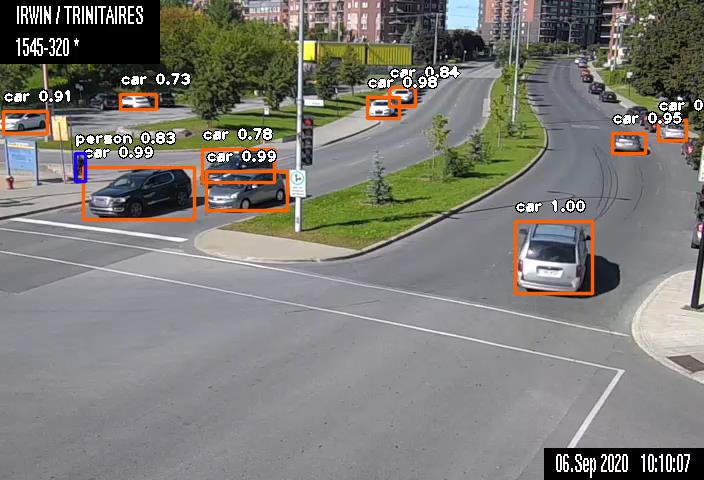 IRWIN / TRINITAIRES
1545-320 *
car 0.84
car 0.73
car 0.98
car 0.91
car 0
car 0.95
person 0.83
car 0.78
car 0.99
car 0.99
car 1.00
06.Sep 2020 10:10:07